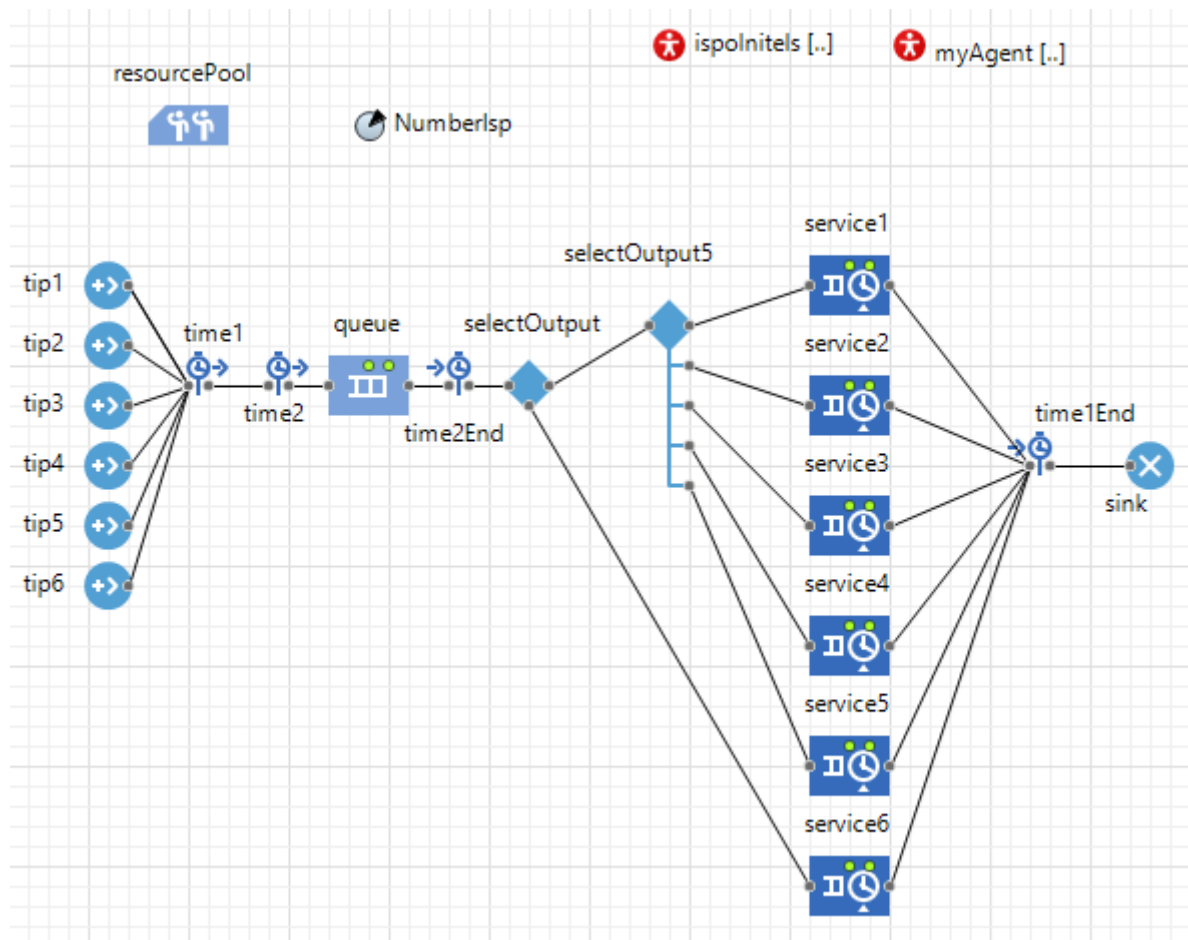 ispolnitels [..]
myAgent [..]
resourcePool
NumberIsp
service1
selectOutput5
tip1
time1
queue
selectOutput
tip2
service2
tip3
time2
time2End
time1End
tip4
service3
sink
tip5
tip6
service4
service5
service6